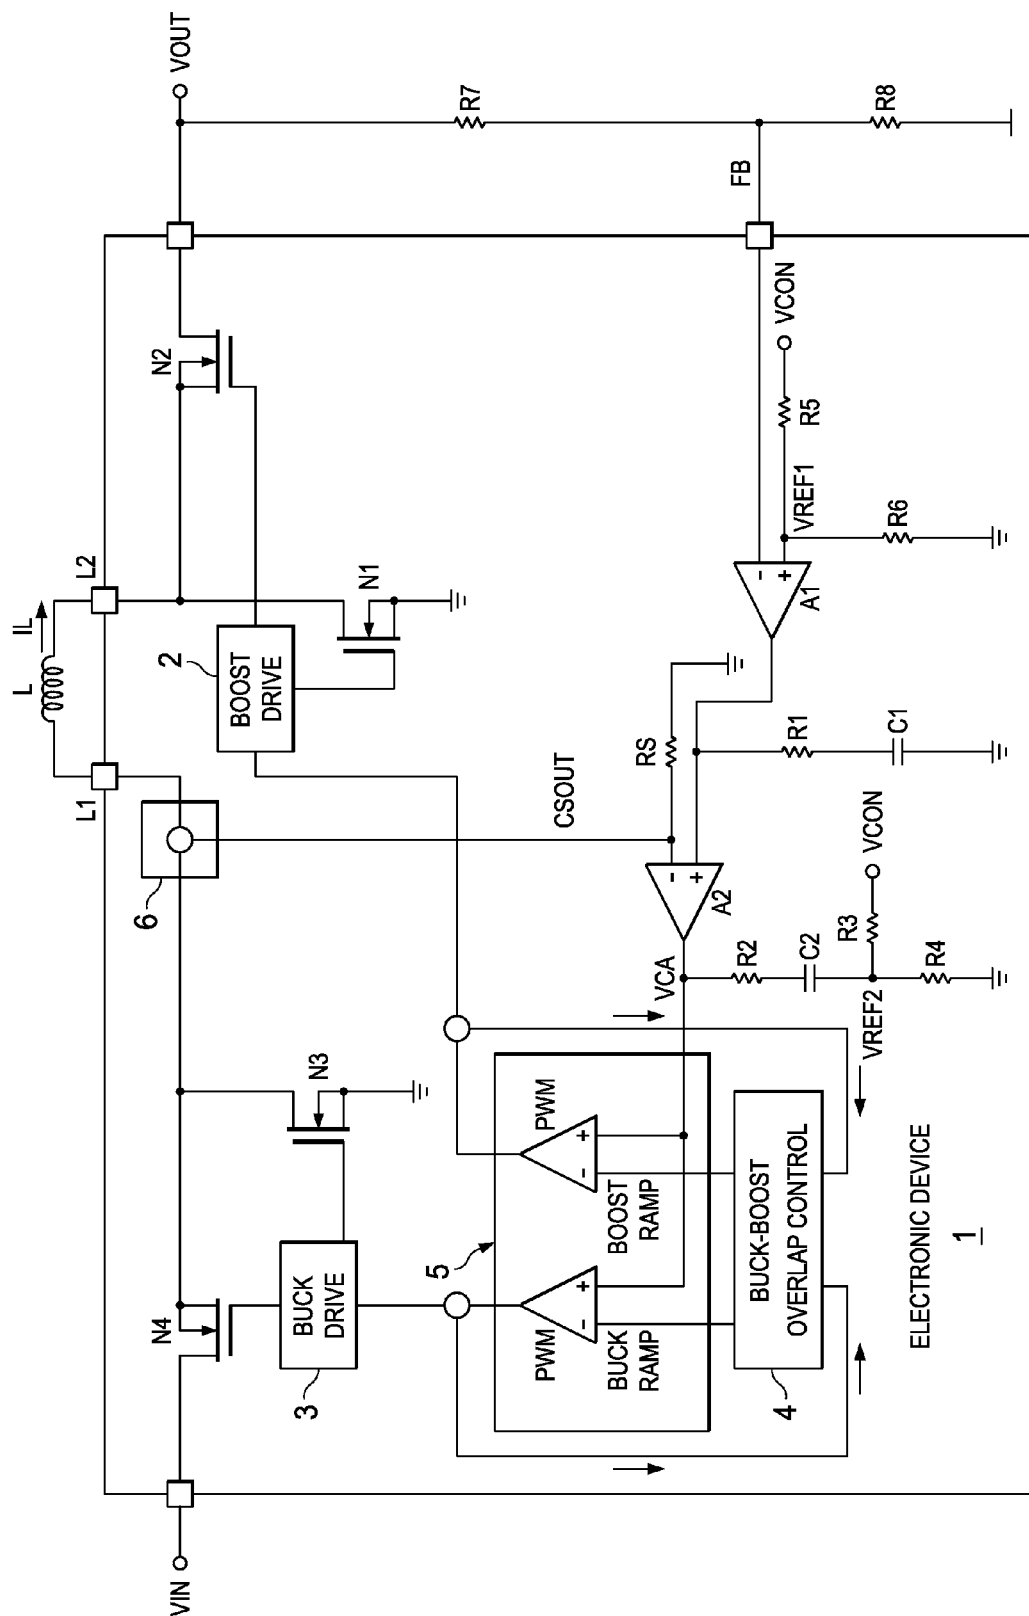 VIN
VOUT
L
IL
L1
L2
6
N4
N3
N2
N1
BUCK
DRIVE
3
BOOST
DRIVE
2
R7
FB
R8
CSOUT
RS
5
PWM
-
+
BUCK
RAMP
PWM
-
+
BOOST
RAMP
VCA
A2
-
+
A1
-
+
VREF1
R5
VCON
R6
R1
C1
R2
C2
VREF2
R3
VCON
R4
BUCK-BOOST
OVERLAP CONTROL
4
ELECTRONIC DEVICE
1